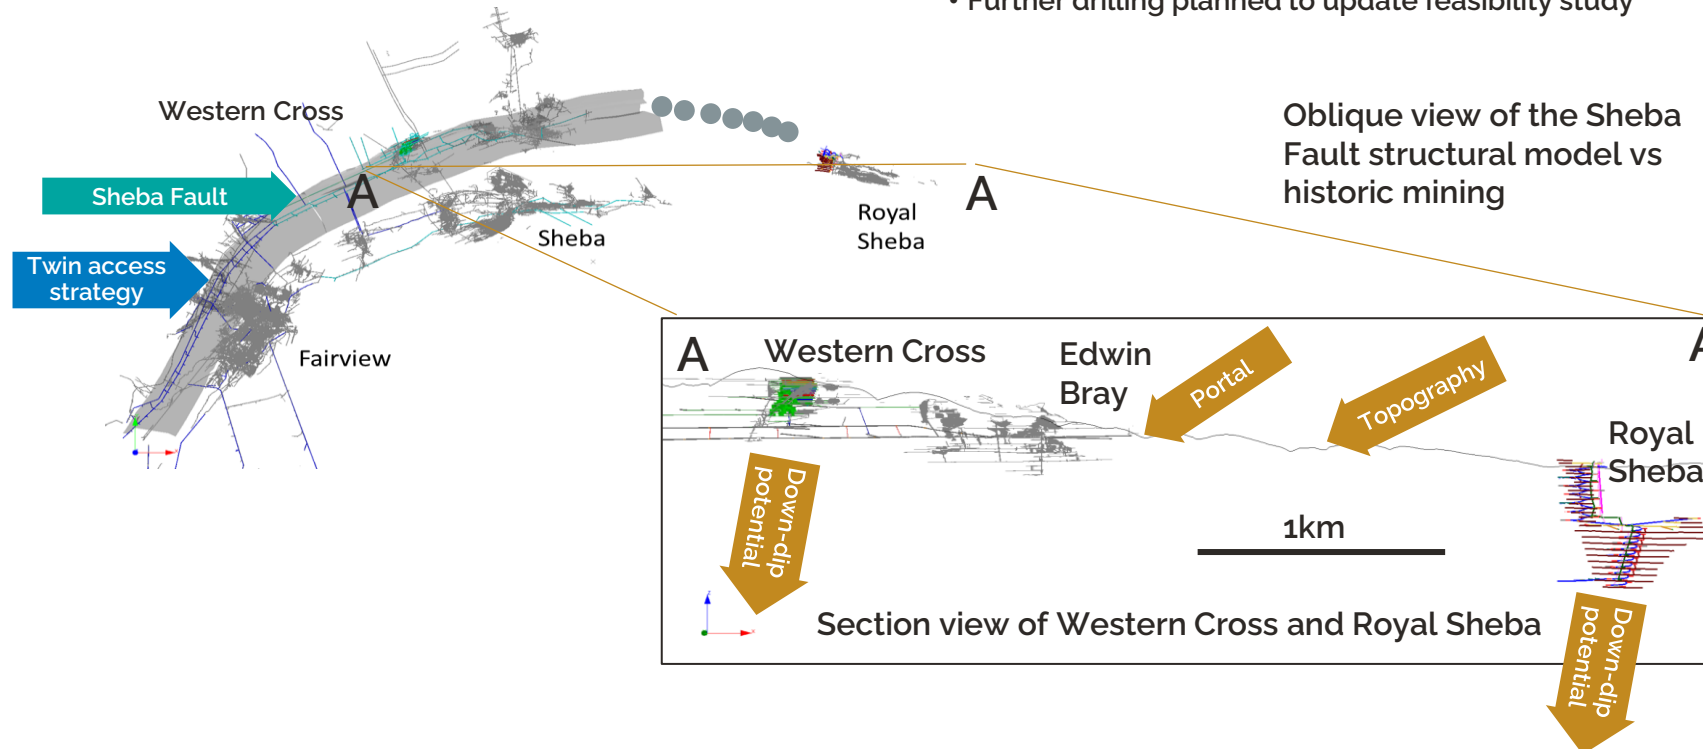 • Further drilling planned to update feasibility study
Western Cross
Oblique view of the Sheba
Fault structural model vs
historic mining
Sheba Fault
A
A
Royal
Sheba
Sheba
Twin access
strategy
Fairview
A
Western Cross
Edwin
Bray
Portal
Topography
A
Royal
Sheba
Down-dip
potential
1km
Section view of Western Cross and Royal Sheba
Down-dip
potential